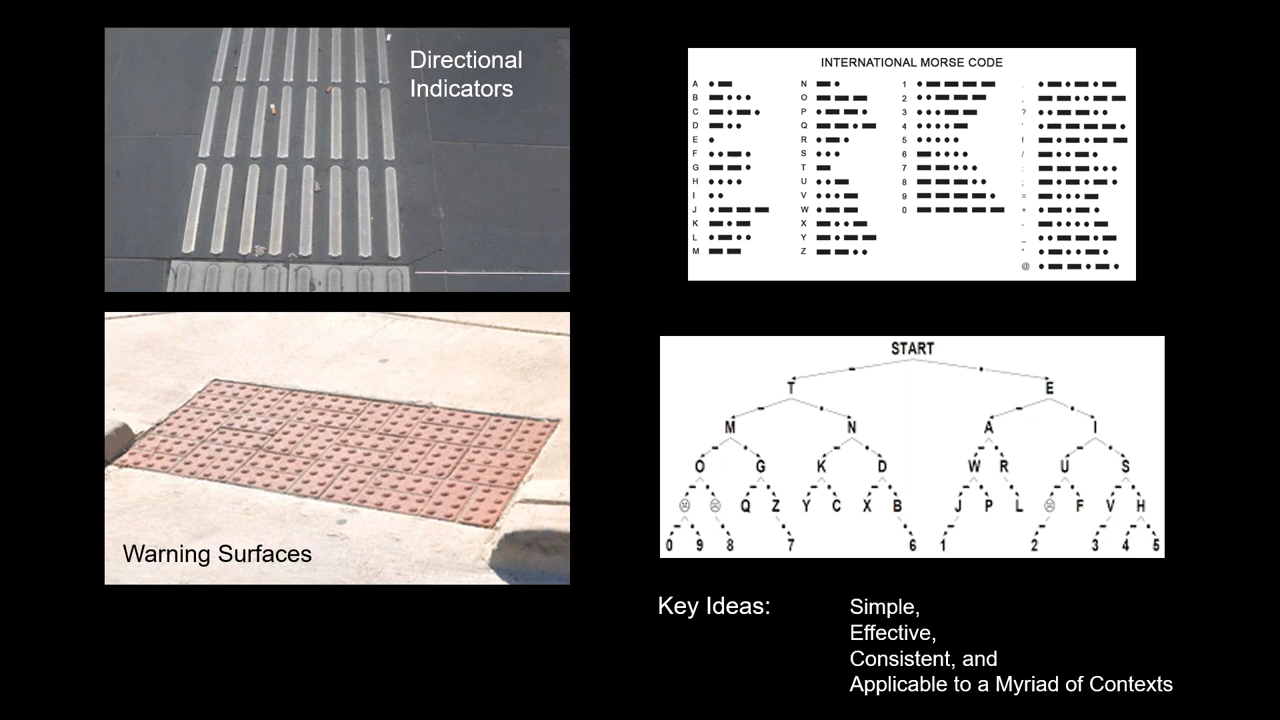 Directional
Indicators
Warning Surfaces
INTERNATIONAL MORSE CODE
A N 1 .
B O 2 ,
C P 3 ?
D Q 4 '
E R 5 !
F S 6 /
G T 7 :
H U 8 ;
I V 9 =
J W 0 +
K X -
L Y _
M Z "
@
START
T E
M N A I
O G K D W R U S
Q Z Y C X B J P L F V H
0 9 8 7 6 1 2 3 4 5
Key Ideas:
Simple,
Effective,
Consistent, and
Applicable to a Myriad of Contexts